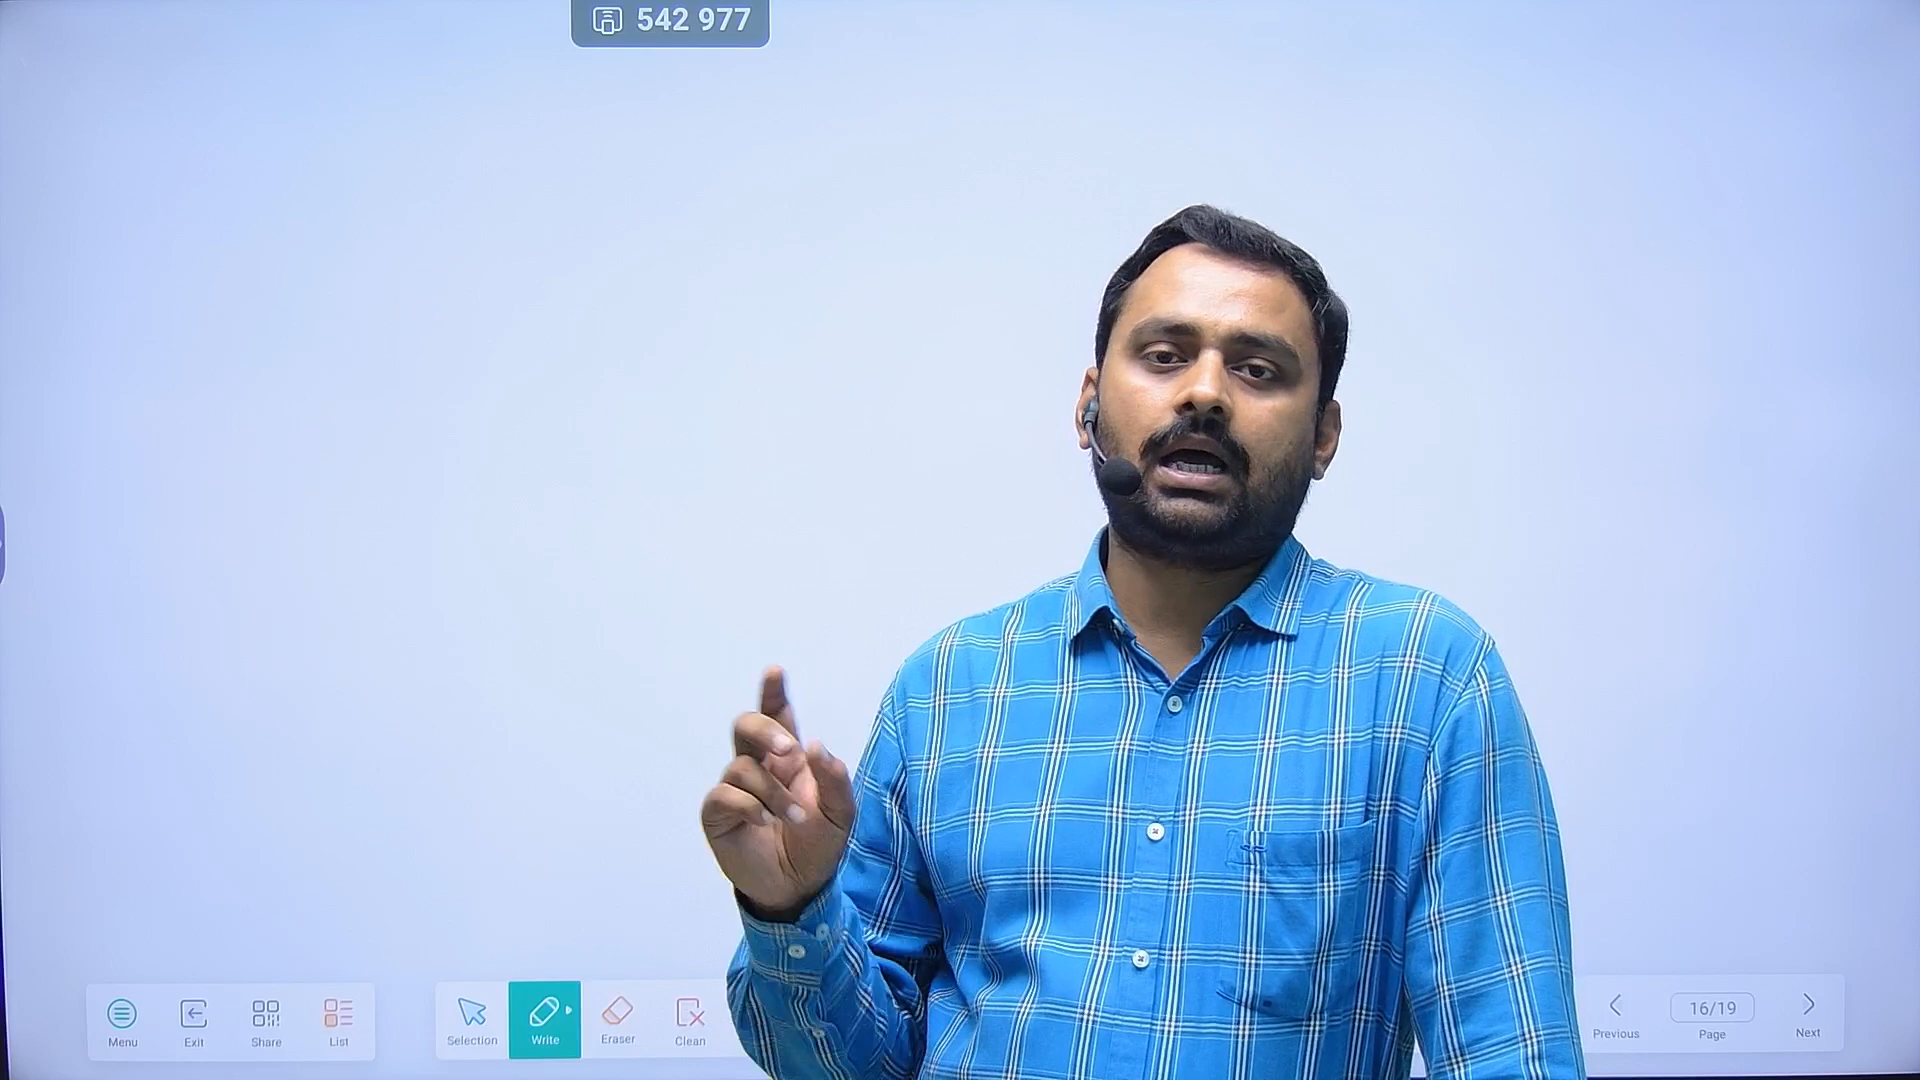 542 977
Menu
Exit
Share
List
Selection
Write
Eraser
Clean
Previous
16/19
Page
Next